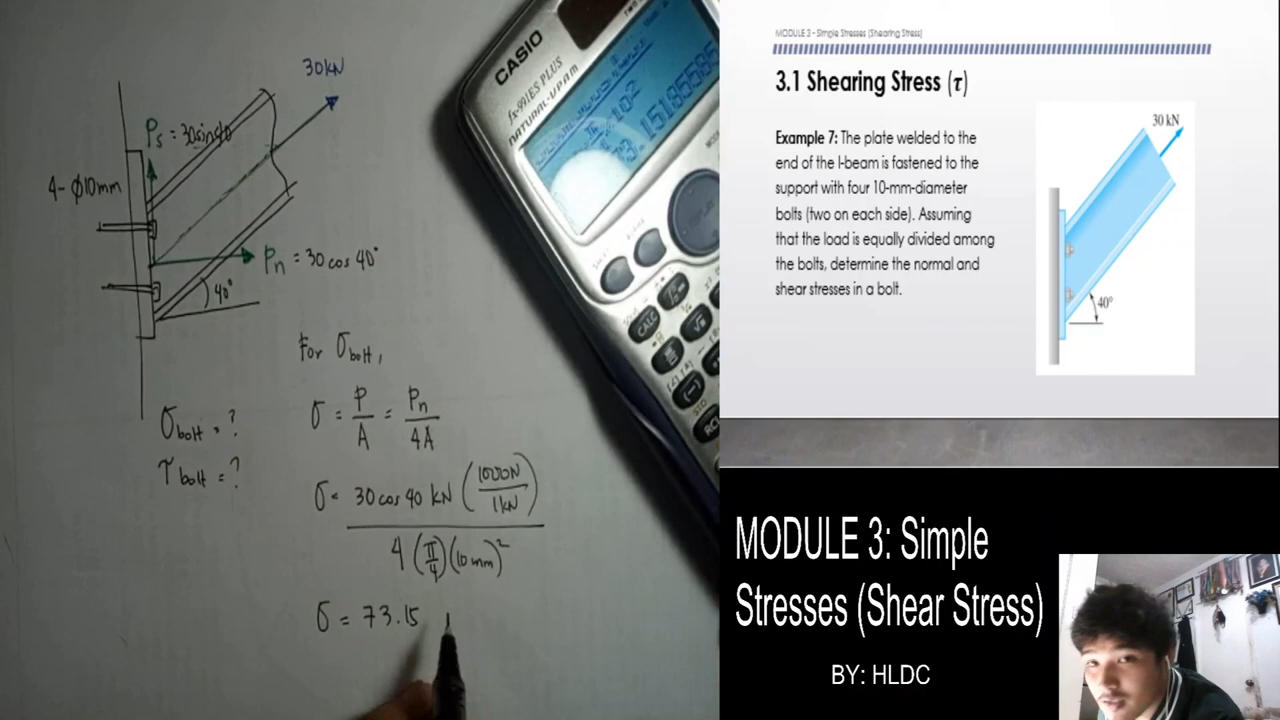 30kN
Ps = 30sin40
4-Ø10mm
Pn = 30 cos 40°
40°
For σbolt,
σ = P/A = Pn/4A
σbolt = ?
τbolt = ?
σ = 30 cos 40 kN (1000N/1kN)
4 (π/4) (10 mm)²
σ = 73.15
CASIO
fx-991ES PLUS
NATURAL-V.P.A.M.
CALC
MODULE 3 - Simple Stresses (Shearing Stress)
3.1 Shearing Stress (τ)
Example 7: The plate welded to the
end of the I-beam is fastened to the
support with four 10-mm-diameter
bolts (two on each side). Assuming
that the load is equally divided among
the bolts, determine the normal and
shear stresses in a bolt.
30 kN
40°
MODULE 3: Simple
Stresses (Shear Stress)
BY: HLDC